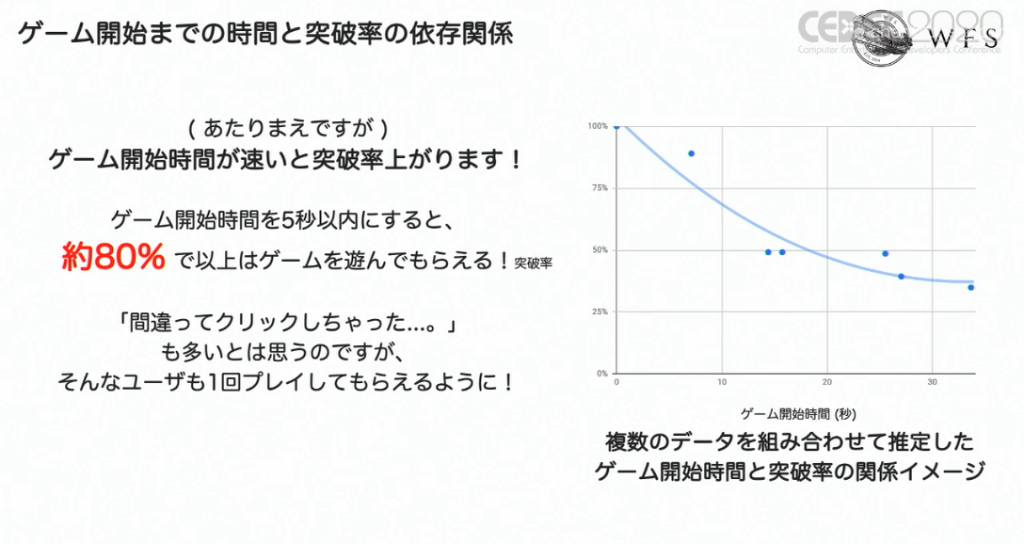 ゲーム開始までの時間と突破率の依存関係
CEDEC2020
Computer Ente
evelopers Conference
WFS
( あたりまえですが )
ゲーム開始時間が速いと突破率上がります！
ゲーム開始時間を5秒以内にすると、
約80% で以上はゲームを遊んでもらえる！突破率
「間違ってクリックしちゃった…。」
も多いとは思うのですが、
そんなユーザも1回プレイしてもらえるように！
100%
75%
50%
25%
0%
0
10
20
30
ゲーム開始時間 (秒)
複数のデータを組み合わせて推定した
ゲーム開始時間と突破率の関係イメージ